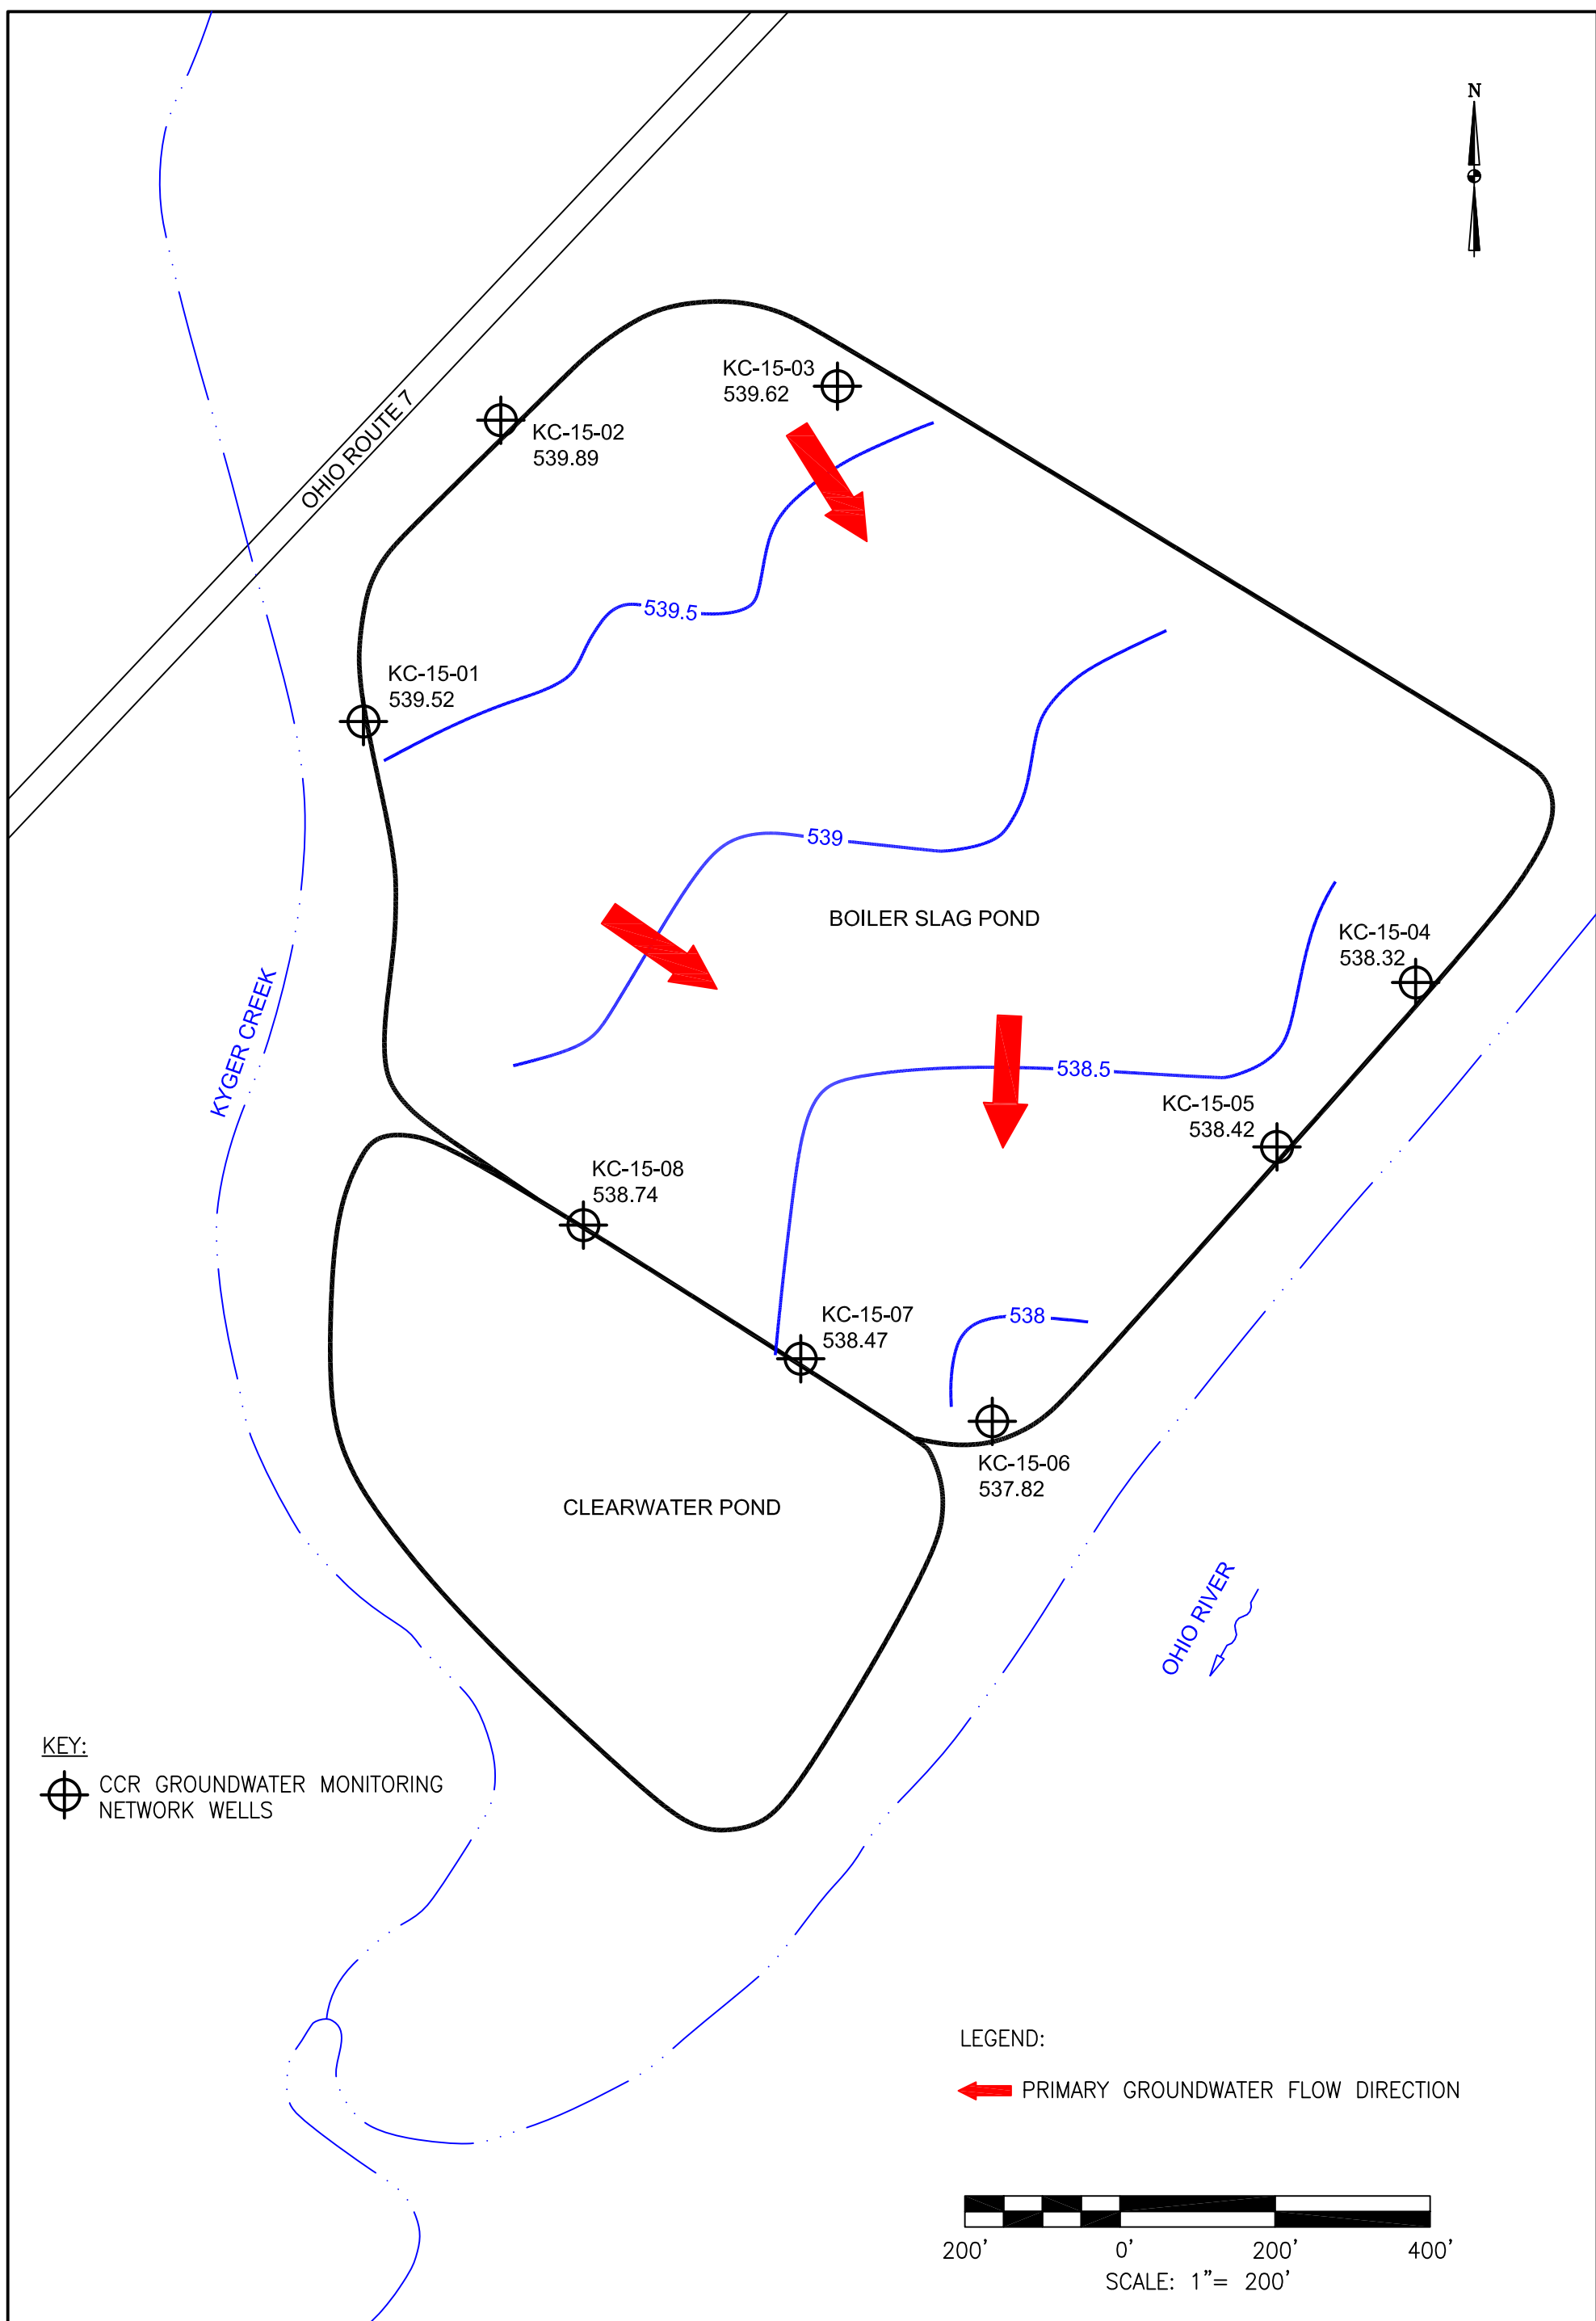 N
OHIO ROUTE 7
KC-15-03
539.62
KC-15-02
539.89
539.5
KC-15-01
539.52
539
BOILER SLAG POND
KC-15-04
538.32
KYGER CREEK
538.5
KC-15-05
538.42
KC-15-08
538.74
538
KC-15-07
538.47
KC-15-06
537.82
CLEARWATER POND
OHIO RIVER
KEY:
CCR GROUNDWATER MONITORING
NETWORK WELLS
LEGEND:
PRIMARY GROUNDWATER FLOW DIRECTION
200' 0' 200' 400'
SCALE: 1"= 200'